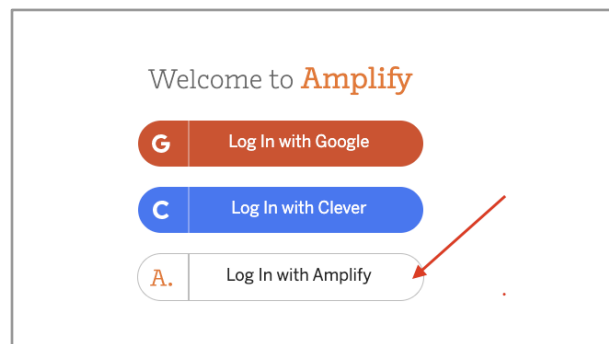 Welcome to Amplify
G Log In with Google
C Log In with Clever
A. Log In with Amplify